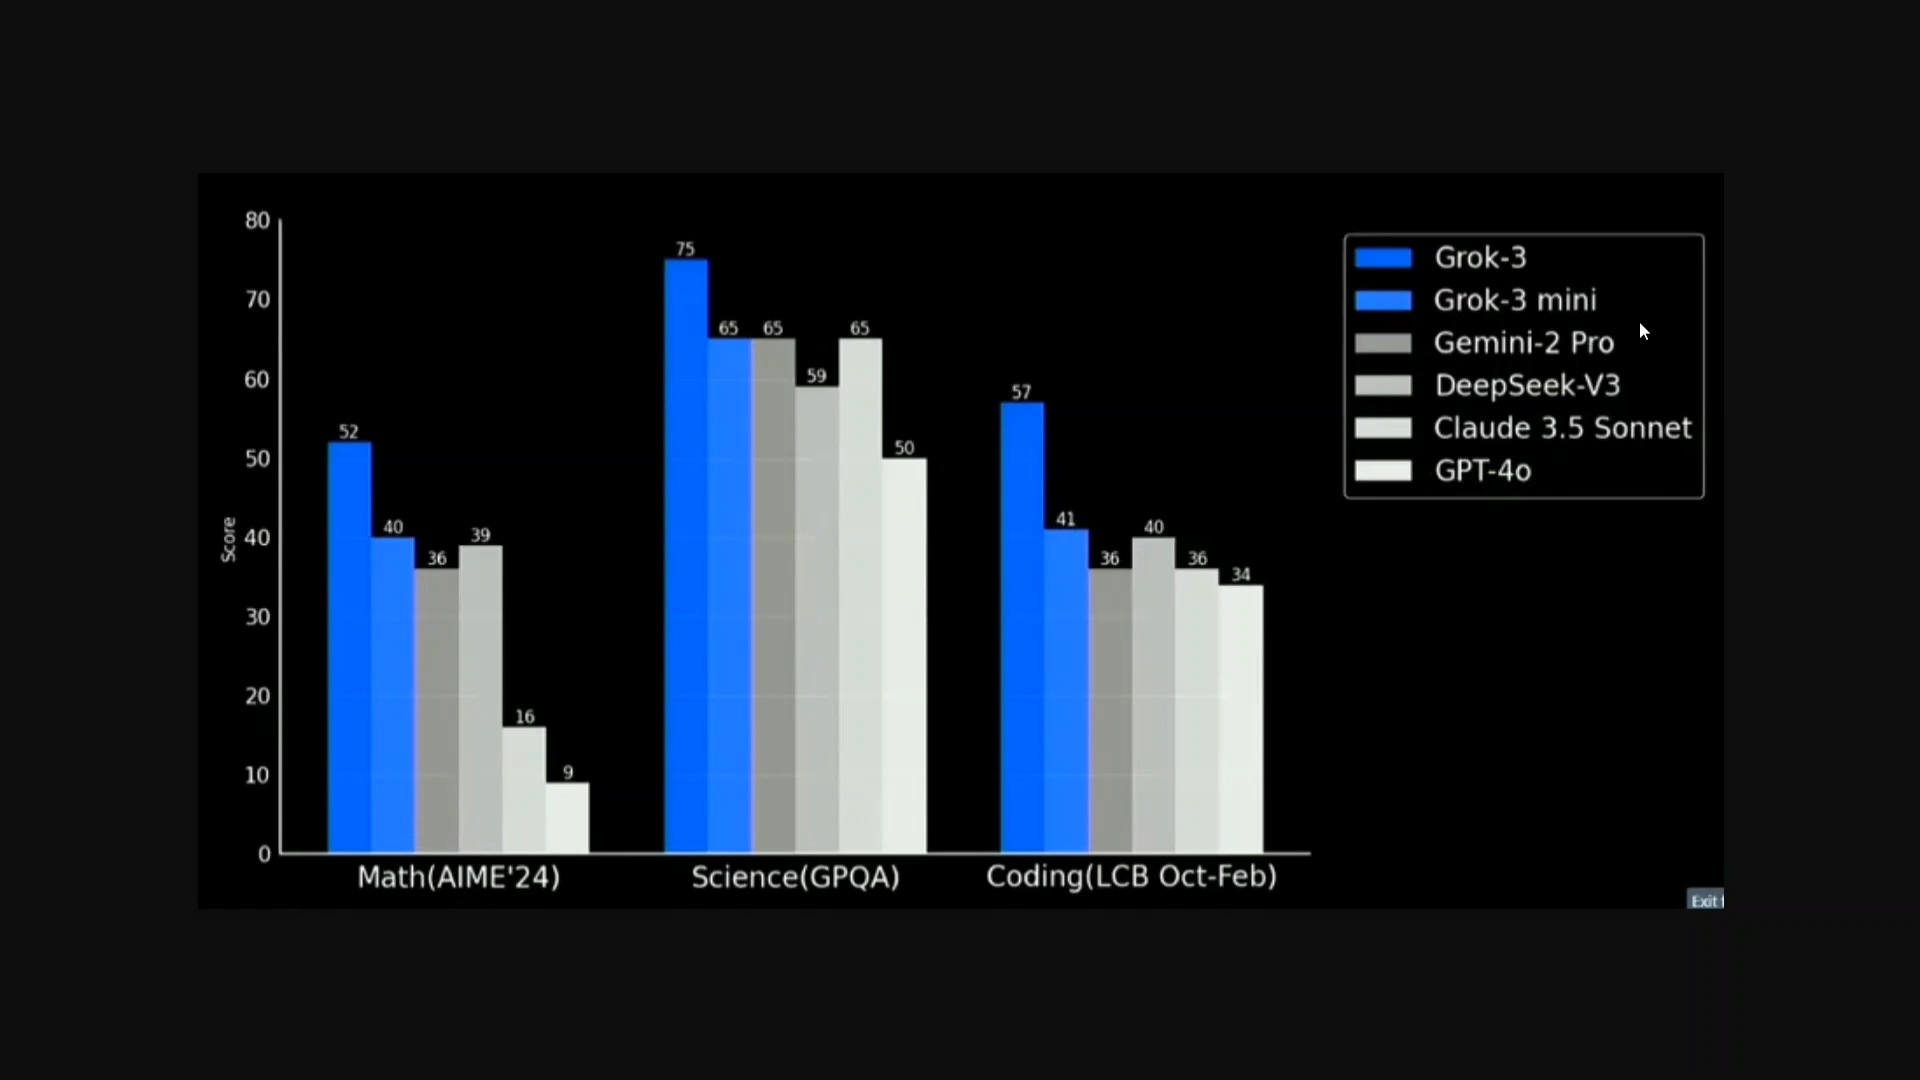 80
70
60
50
40
30
20
10
0
Score
52
40
36
39
16
9
75
65
65
59
65
50
57
41
36
40
36
34
Math(AIME'24)
Science(GPQA)
Coding(LCB Oct-Feb)
Grok-3
Grok-3 mini
Gemini-2 Pro
DeepSeek-V3
Claude 3.5 Sonnet
GPT-4o
Exit